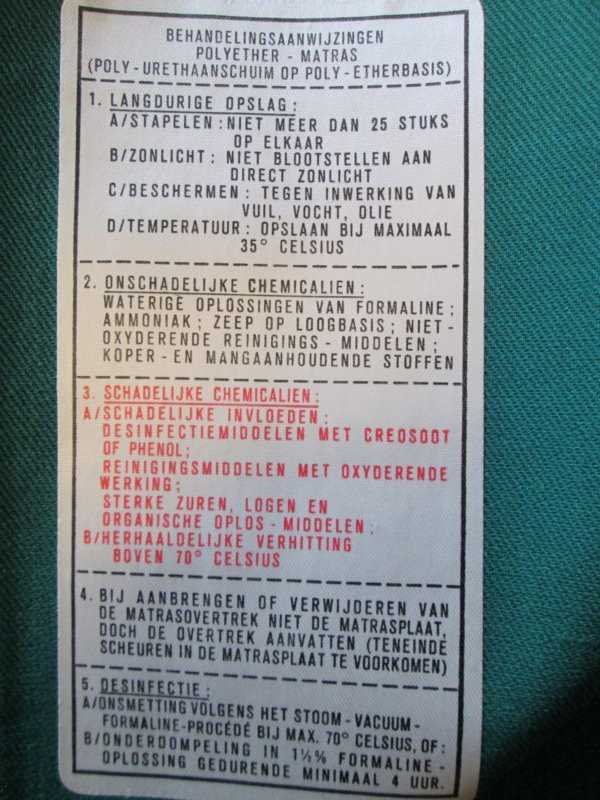 BEHANDELINGSAANWIJZINGEN
POLYETHER - MATRAS
(POLY - URETHAANSCHUIM OP POLY - ETHERBASIS)
1. LANGDURIGE OPSLAG :
A/STAPELEN : NIET MEER DAN 25 STUKS
OP ELKAAR
B/ZONLICHT : NIET BLOOTSTELLEN AAN
DIRECT ZONLICHT
C/BESCHERMEN : TEGEN INWERKING VAN
VUIL, VOCHT, OLIE
D/TEMPERATUUR : OPSLAAN BIJ MAXIMAAL
35° CELSIUS
2. ONSCHADELIJKE CHEMICALIEN :
WATERIGE OPLOSSINGEN VAN FORMALINE ;
AMMONIAK ; ZEEP OP LOOGBASIS ; NIET -
OXYDERENDE REINIGINGS - MIDDELEN ;
KOPER - EN MANGAANHOUDENDE STOFFEN
3. SCHADELIJKE CHEMICALIEN :
A/SCHADELIJKE INVLOEDEN :
DESINFECTIEMIDDELEN MET CREOSOOT
OF PHENOL ;
REINIGINGSMIDDELEN MET OXYDERENDE
WERKING ;
STERKE ZUREN, LOGEN EN
ORGANISCHE OPLOS - MIDDELEN ;
B/HERHAALDELIJKE VERHITTING
BOVEN 70° CELSIUS
4. BIJ AANBRENGEN OF VERWIJDEREN VAN
DE MATRASOVERTREK NIET DE MATRASPLAAT,
DOCH DE OVERTREK AANVATTEN (TENEINDE
SCHEUREN IN DE MATRASPLAAT TE VOORKOMEN)
5. DESINFECTIE :
A/ONSMETTING VOLGENS HET STOOM - VACUUM -
FORMALINE-PROCÉDÉ BIJ MAX. 70° CELSIUS, OF :
B/ONDERDOMPELING IN 1½% FORMALINE -
OPLOSSING GEDURENDE MINIMAAL 4 UUR.